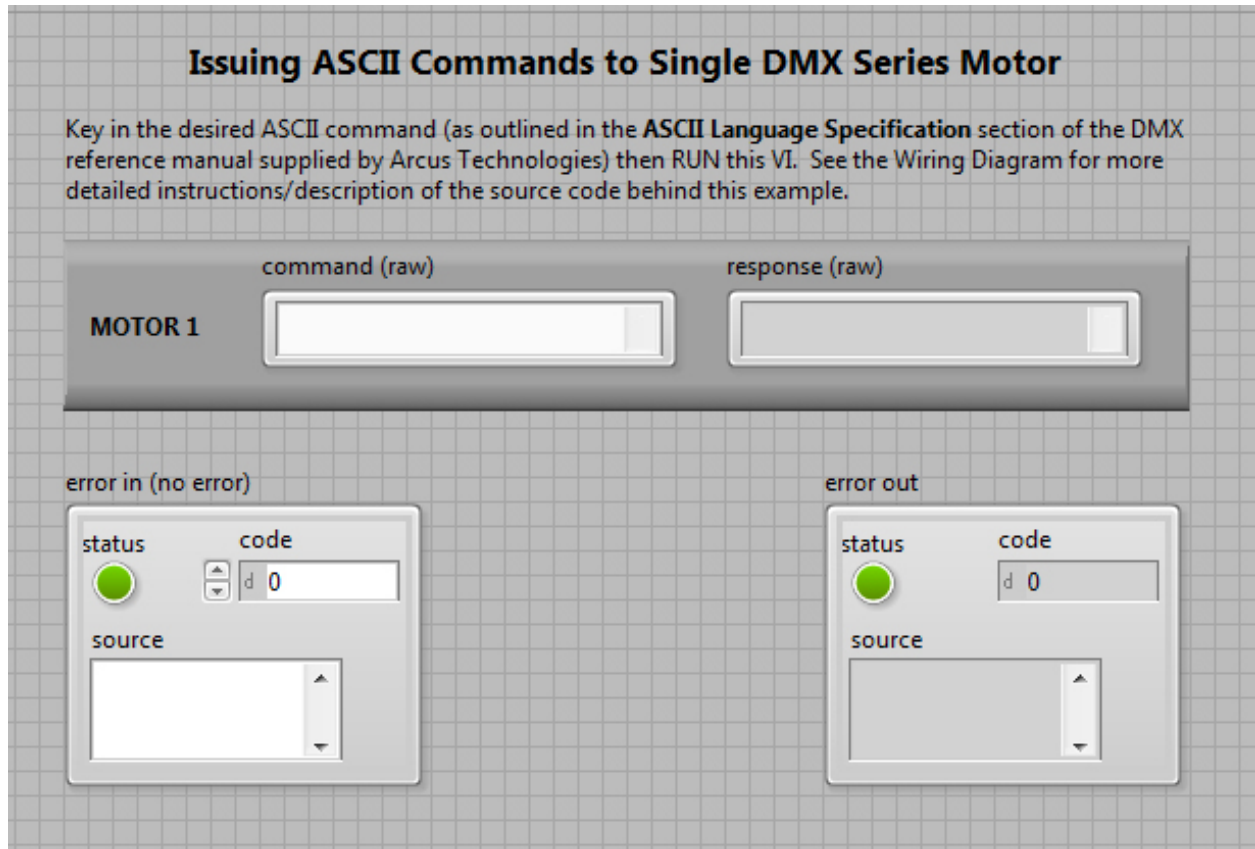 Issuing ASCII Commands to Single DMX Series Motor
Key in the desired ASCII command (as outlined in the ASCII Language Specification section of the DMX
reference manual supplied by Arcus Technologies) then RUN this VI.  See the Wiring Diagram for more
detailed instructions/description of the source code behind this example.
command (raw)
response (raw)
MOTOR 1
error in (no error)
status
code
d 0
source
error out
status
code
d 0
source